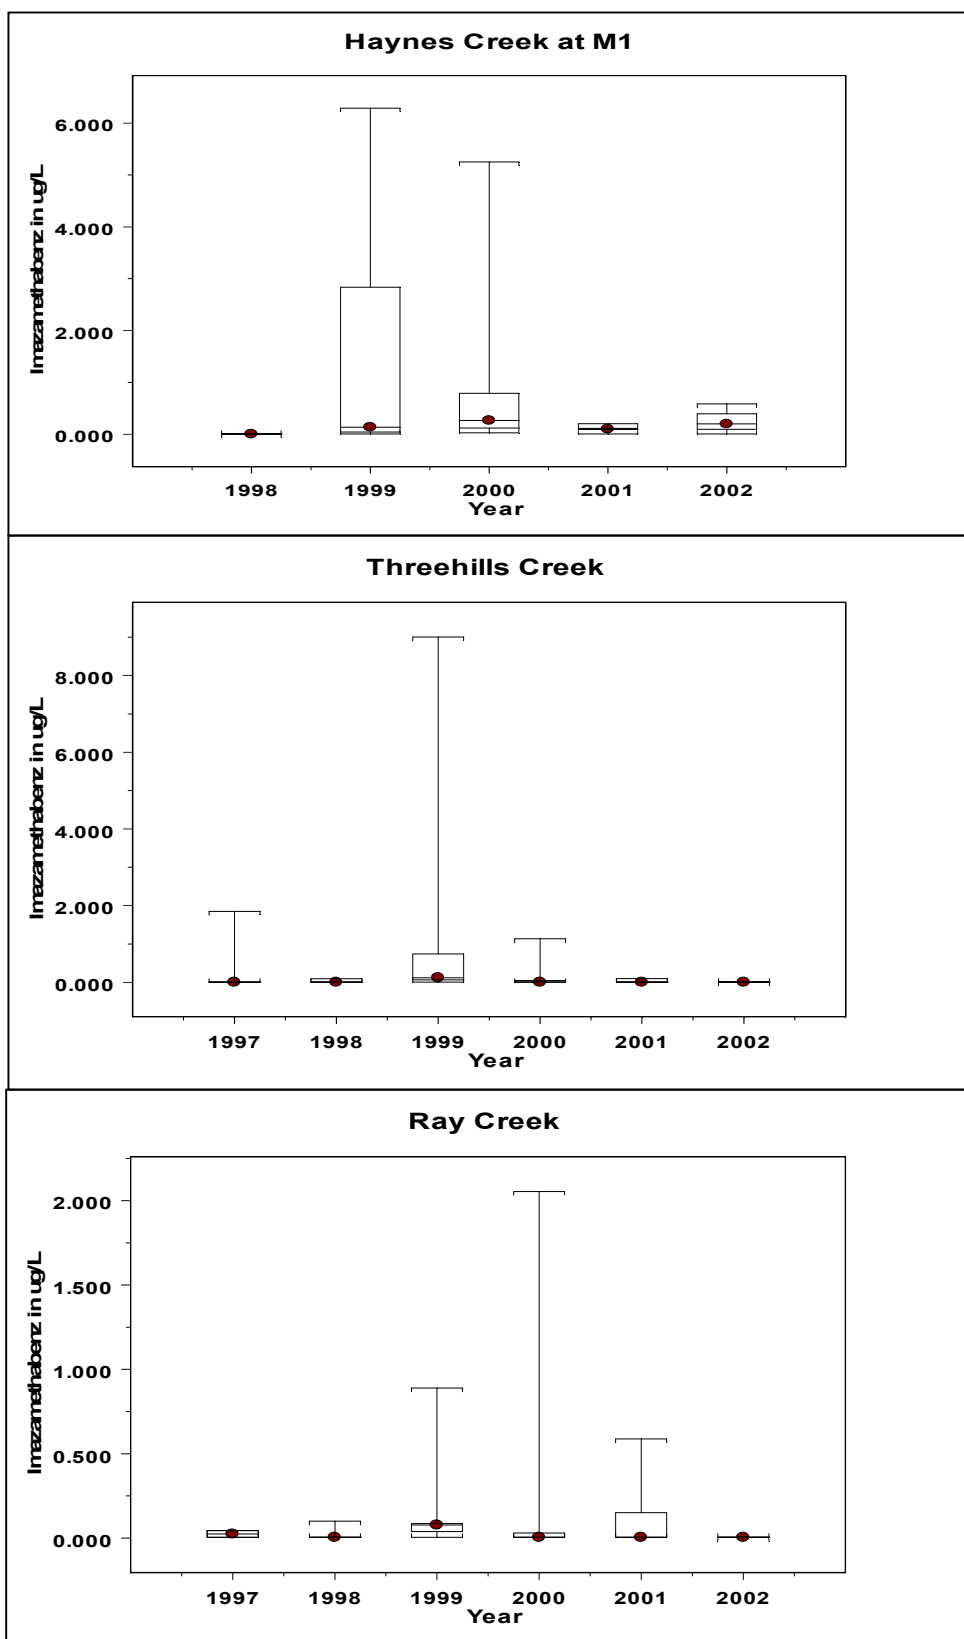 Haynes Creek at M1
Imazamethabenz in ug/L
6.000
4.000
2.000
0.000
1998 1999 2000 2001 2002
Year
Threehills Creek
Imazamethabenz in ug/L
8.000
6.000
4.000
2.000
0.000
1997 1998 1999 2000 2001 2002
Year
Ray Creek
Imazamethabenz in ug/L
2.000
1.500
1.000
0.500
0.000
1997 1998 1999 2000 2001 2002
Year